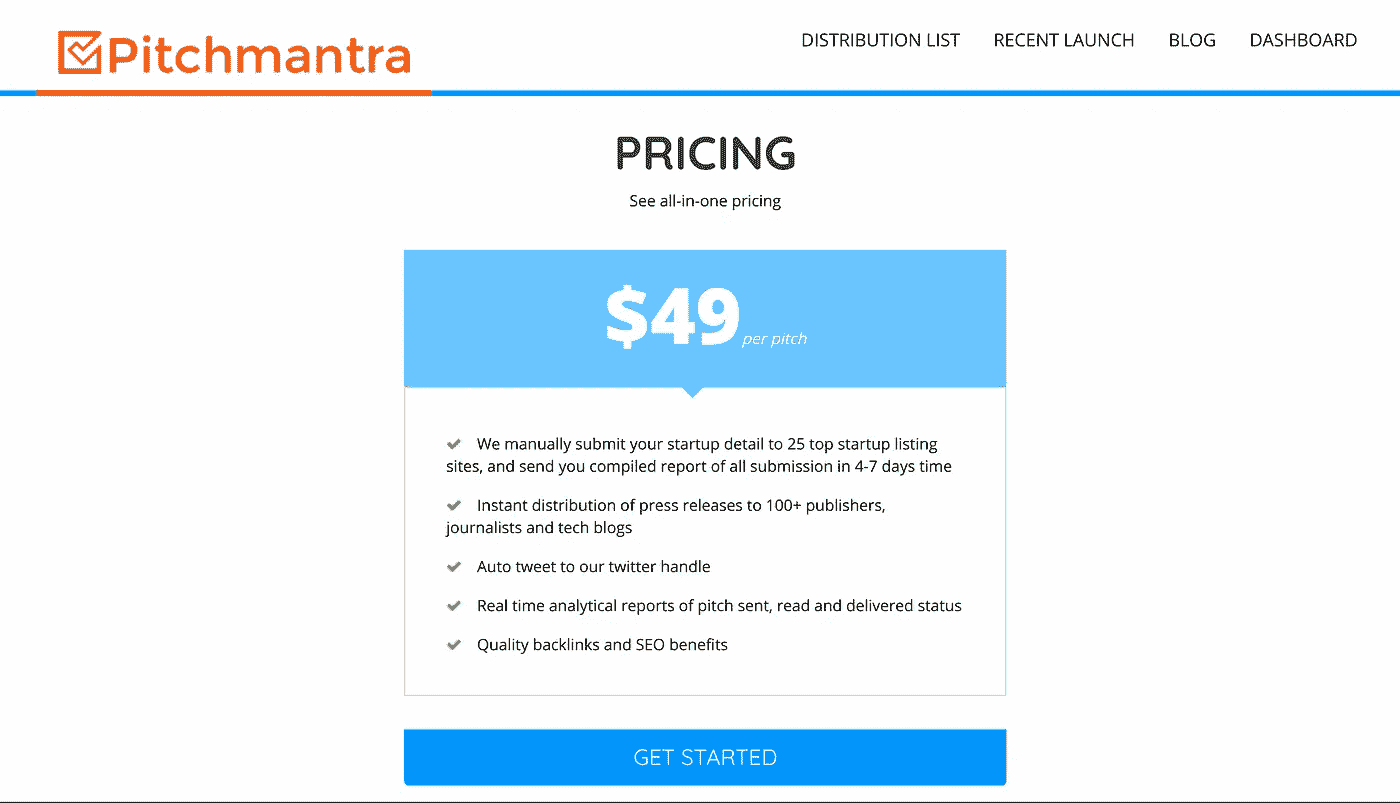 Pitchmantra
DISTRIBUTION LIST RECENT LAUNCH BLOG DASHBOARD
PRICING
See all-in-one pricing
$49 per pitch
We manually submit your startup detail to 25 top startup listing
sites, and send you compiled report of all submission in 4-7 days time
Instant distribution of press releases to 100+ publishers,
journalists and tech blogs
Auto tweet to our twitter handle
Real time analytical reports of pitch sent, read and delivered status
Quality backlinks and SEO benefits
GET STARTED